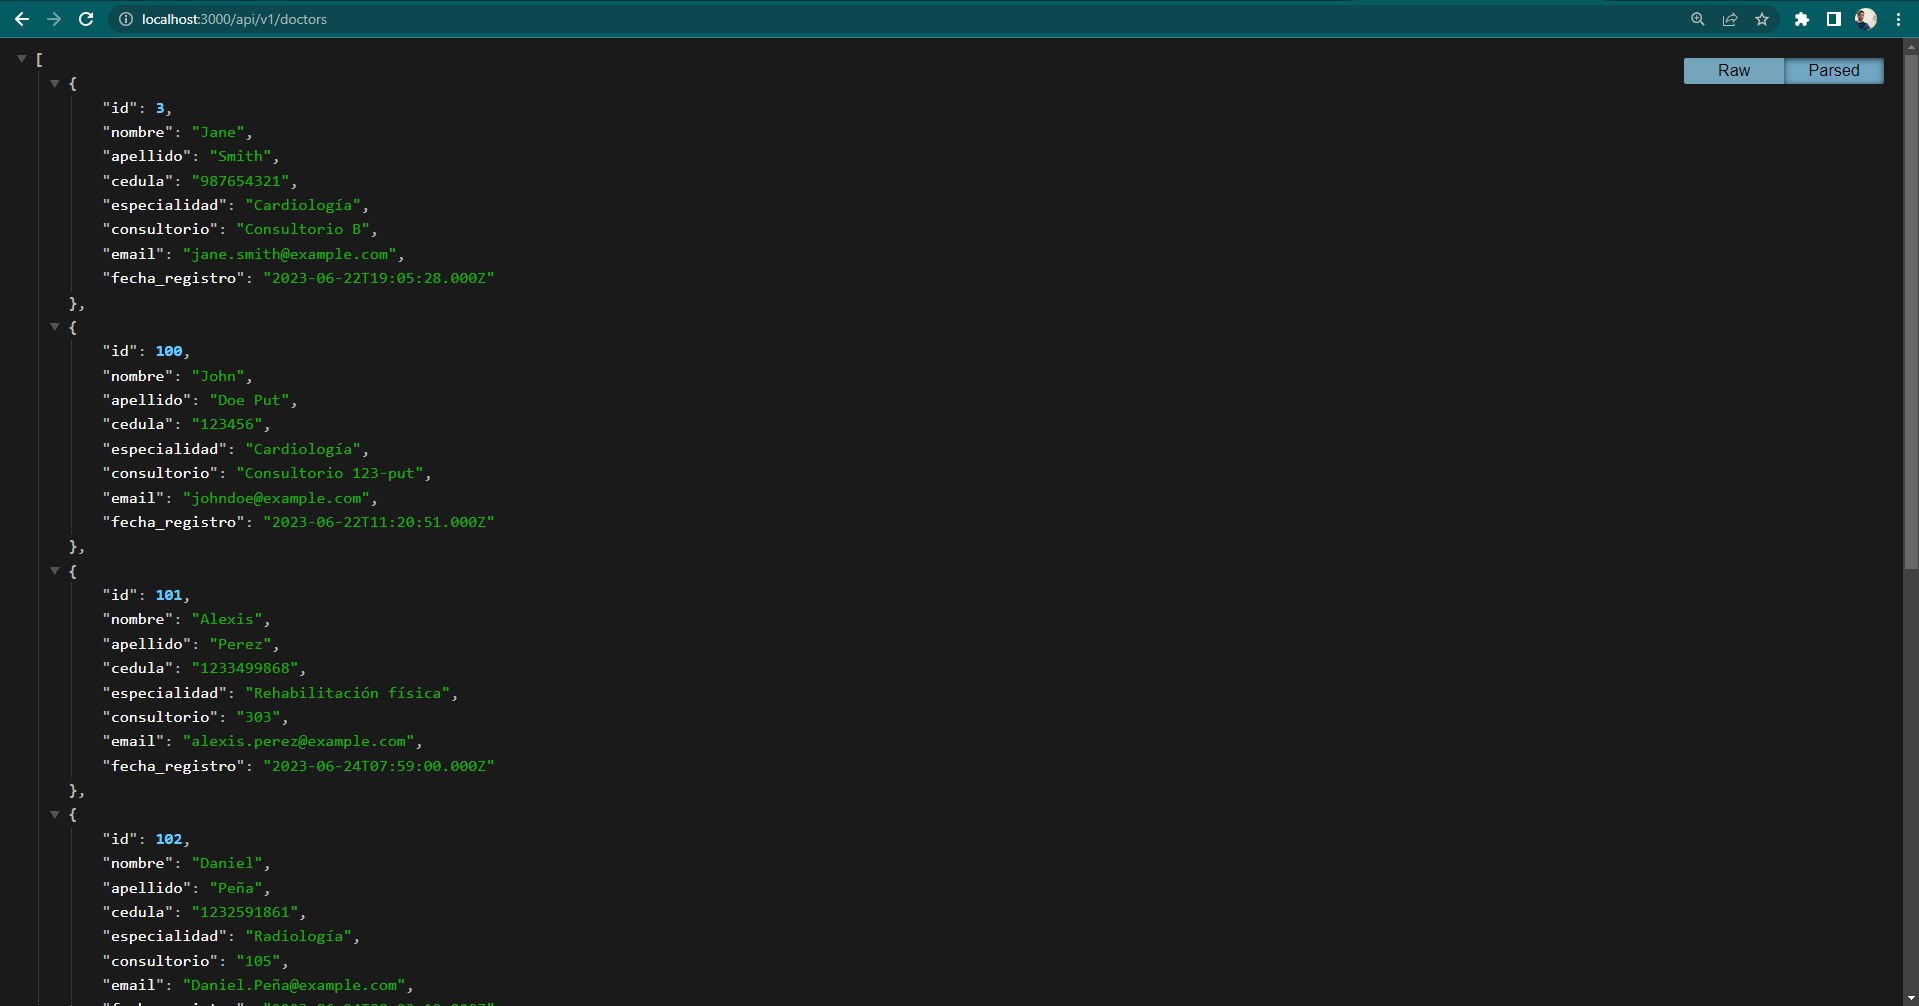 localhost:3000/api/v1/doctors
Raw Parsed
[
{
"id": 3,
"nombre": "Jane",
"apellido": "Smith",
"cedula": "987654321",
"especialidad": "Cardiología",
"consultorio": "Consultorio B",
"email": "jane.smith@example.com",
"fecha_registro": "2023-06-22T19:05:28.000Z"
},
{
"id": 100,
"nombre": "John",
"apellido": "Doe Put",
"cedula": "123456",
"especialidad": "Cardiología",
"consultorio": "Consultorio 123-put",
"email": "johndoe@example.com",
"fecha_registro": "2023-06-22T11:20:51.000Z"
},
{
"id": 101,
"nombre": "Alexis",
"apellido": "Perez",
"cedula": "1233499868",
"especialidad": "Rehabilitación física",
"consultorio": "303",
"email": "alexis.perez@example.com",
"fecha_registro": "2023-06-24T07:59:00.000Z"
},
{
"id": 102,
"nombre": "Daniel",
"apellido": "Peña",
"cedula": "1232591861",
"especialidad": "Radiología",
"consultorio": "105",
"email": "Daniel.Peña@example.com",